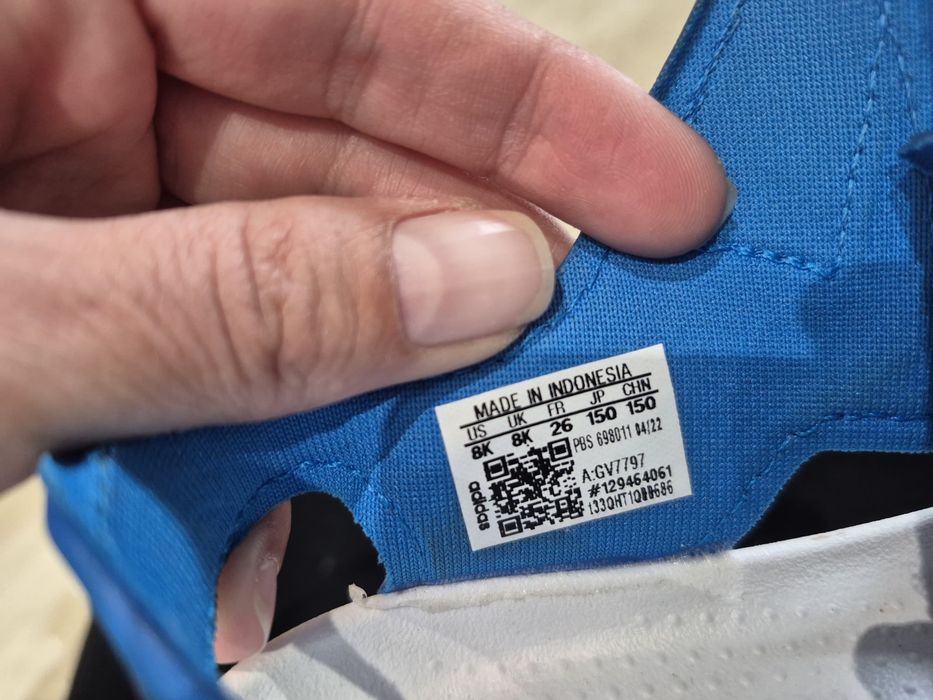 MADE IN INDONESIA
US UK FR JP CHN
8K 8K 26 150 150
PBS 698011 04/22
A:GV7797
#129464061
adidas